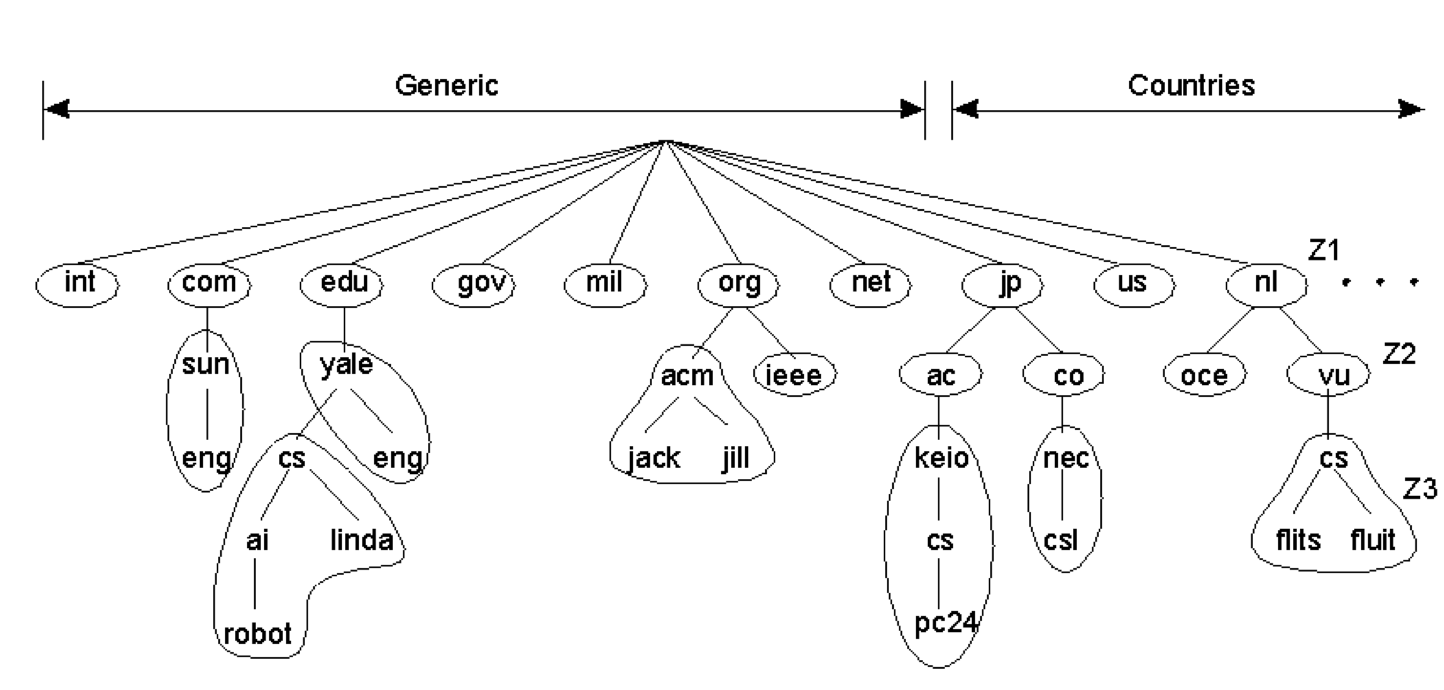 Generic Countries
Z1
int com edu gov mil org net jp us nl . . .
Z2
sun yale acm ieee ac co oce vu
eng cs eng jack jill keio nec cs
Z3
ai linda cs csl flits fluit
robot pc24